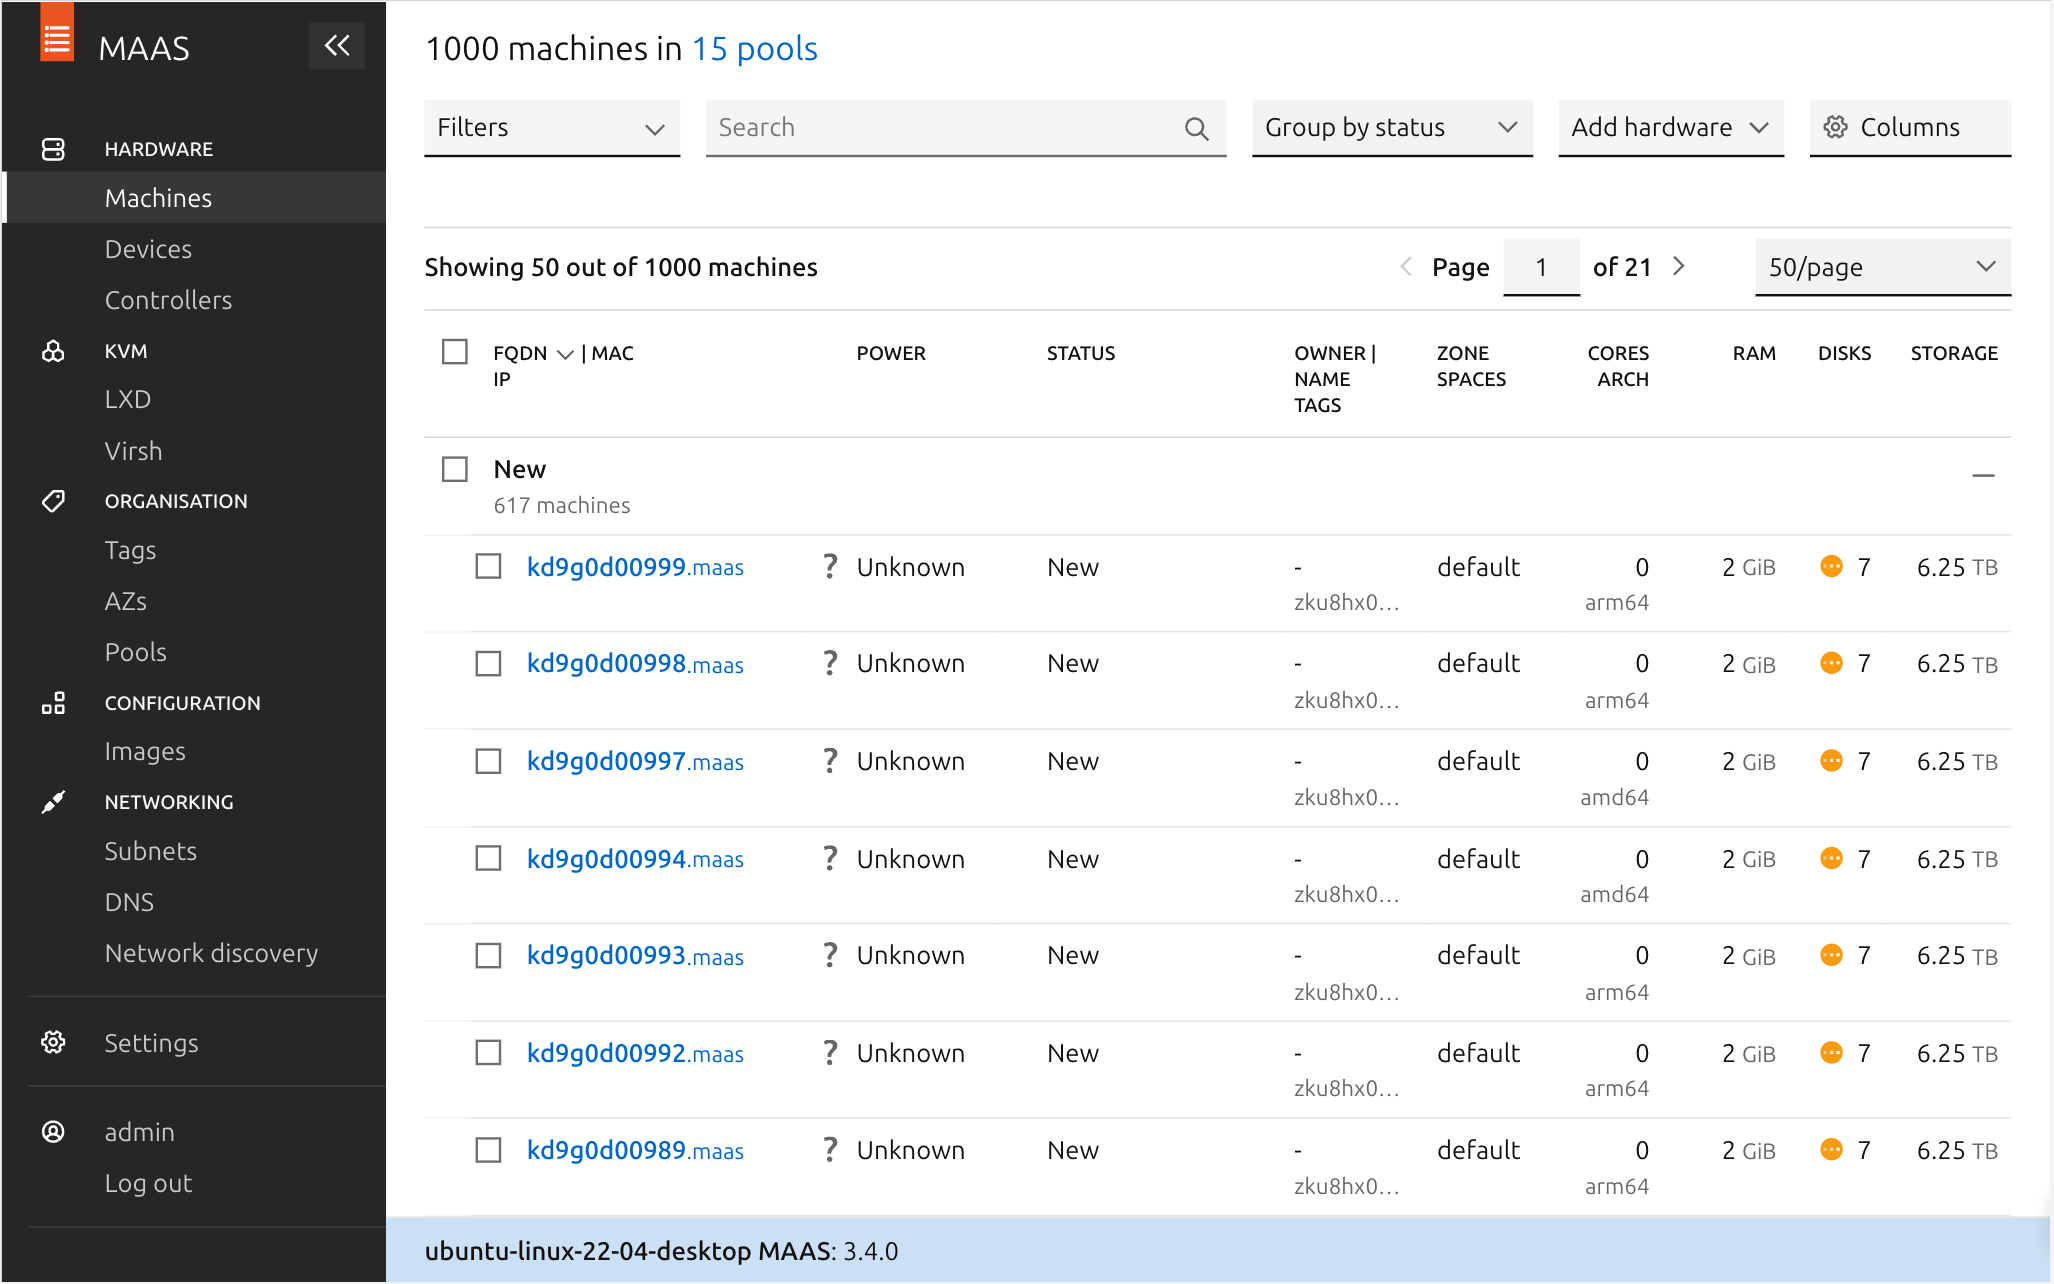 MAAS
HARDWARE
Machines
Devices
Controllers
KVM
LXD
Virsh
ORGANISATION
Tags
AZs
Pools
CONFIGURATION
Images
NETWORKING
Subnets
DNS
Network discovery
Settings
admin
Log out
1000 machines in 15 pools
Filters Search Group by status Add hardware Columns
Showing 50 out of 1000 machines Page 1 of 21 50/page
FQDN | MAC POWER STATUS OWNER | ZONE CORES RAM DISKS STORAGE
IP NAME SPACES ARCH
TAGS
New
617 machines
kd9g0d00999.maas ? Unknown New - default 0 2 GiB 7 6.25 TB
zku8hx0... arm64
kd9g0d00998.maas ? Unknown New - default 0 2 GiB 7 6.25 TB
zku8hx0... arm64
kd9g0d00997.maas ? Unknown New - default 0 2 GiB 7 6.25 TB
zku8hx0... amd64
kd9g0d00994.maas ? Unknown New - default 0 2 GiB 7 6.25 TB
zku8hx0... amd64
kd9g0d00993.maas ? Unknown New - default 0 2 GiB 7 6.25 TB
zku8hx0... arm64
kd9g0d00992.maas ? Unknown New - default 0 2 GiB 7 6.25 TB
zku8hx0... arm64
kd9g0d00989.maas ? Unknown New - default 0 2 GiB 7 6.25 TB
zku8hx0... arm64
ubuntu-linux-22-04-desktop MAAS: 3.4.0